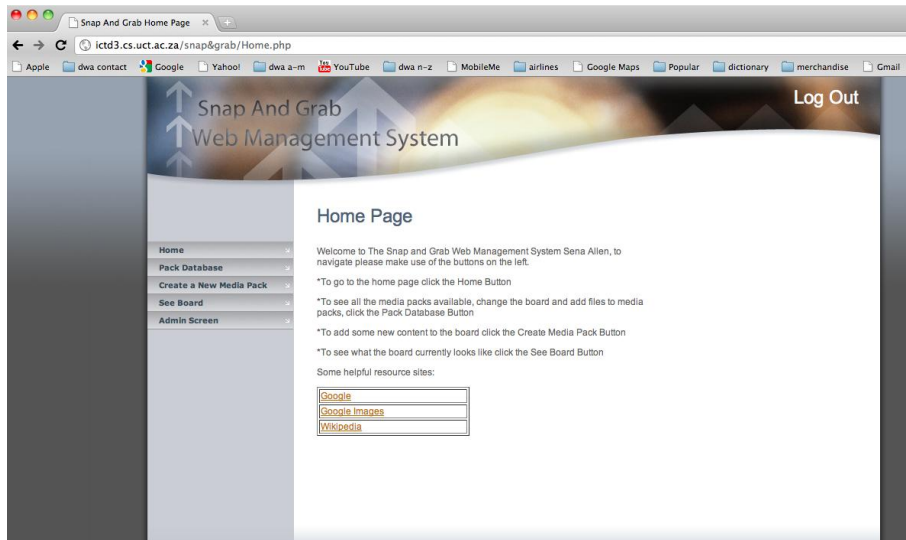 Snap And Grab Home Page
ictd3.cs.uct.ac.za/snap&grab/Home.php
Apple dwa contact Google Yahoo! dwa a-m YouTube dwa n-z MobileMe airlines Google Maps Popular dictionary merchandise Gmail
Log Out
Snap And Grab
Web Management System
Home Page
Home
Pack Database
Create a New Media Pack
See Board
Admin Screen
Welcome to The Snap and Grab Web Management System Sena Allen, to
navigate please make use of the buttons on the left.
*To go to the home page click the Home Button
*To see all the media packs available, change the board and add files to media
packs, click the Pack Database Button
*To add some new content to the board click the Create Media Pack Button
*To see what the board currently looks like click the See Board Button
Some helpful resource sites:
Google
Google Images
Wikipedia